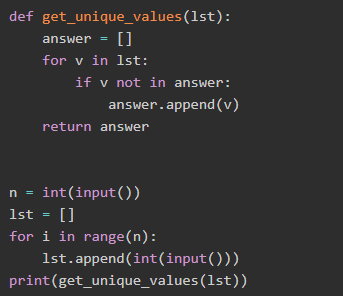 def get_unique_values(lst):
    answer = []
    for v in lst:
        if v not in answer:
            answer.append(v)
    return answer


n = int(input())
lst = []
for i in range(n):
    lst.append(int(input()))
print(get_unique_values(lst))